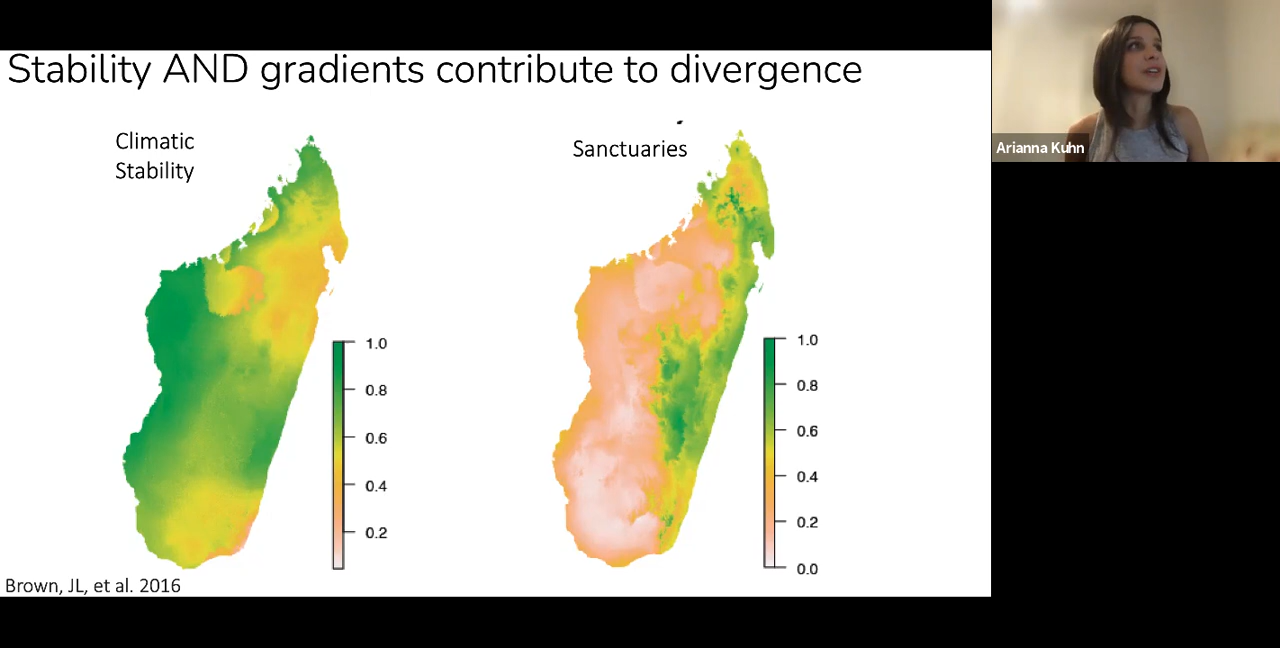 Stability AND gradients contribute to divergence
Climatic
Stability
Sanctuaries
1.0
0.8
0.6
0.4
0.2
1.0
0.8
0.6
0.4
0.2
0.0
Brown, JL, et al. 2016
Arianna Kuhn